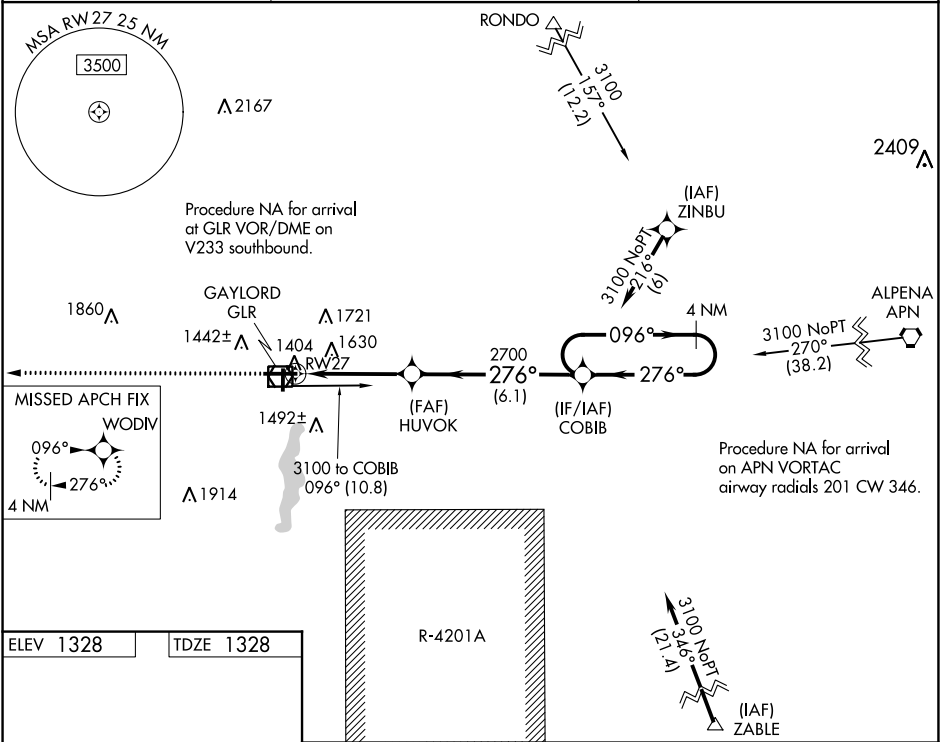 MSA RW 27 25 NM
3500
2167
RONDO
3100
157°
(12.2)
2409
(IAF)
ZINBU
3100 NoPT
216°
(6)
Procedure NA for arrival
at GLR VOR/DME on
V233 southbound.
1860
GAYLORD
GLR
1442±
1404
1721
1630
RW27
4 NM
096°
276°
ALPENA
APN
3100 NoPT
270°
(38.2)
2700
276°
(6.1)
(FAF)
HUVOK
(IF/IAF)
COBIB
MISSED APCH FIX
WODIV
096°
276°
4 NM
1492±
1914
3100 to COBIB
096° (10.8)
Procedure NA for arrival
on APN VORTAC
airway radials 201 CW 346.
R-4201A
3100 NoPT
346°
(21.4)
(IAF)
ZABLE
ELEV 1328
TDZE 1328